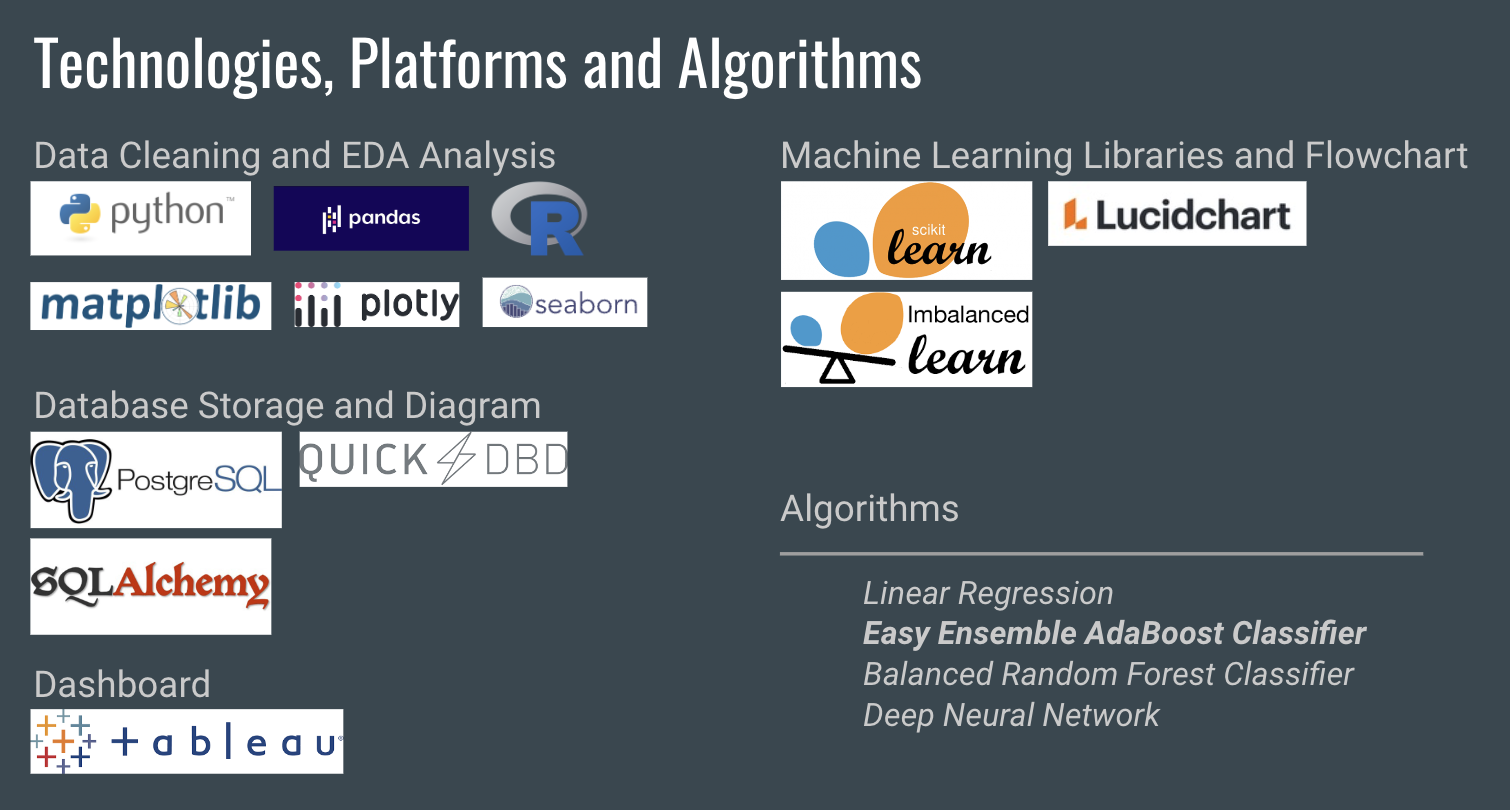 Technologies, Platforms and Algorithms
Data Cleaning and EDA Analysis
python™
pandas
R
matplotlib
plotly
seaborn
Database Storage and Diagram
PostgreSQL
QUICK DBD
SQLAlchemy
Dashboard
+ a b l e a u®
Machine Learning Libraries and Flowchart
scikit
learn
Lucidchart
Imbalanced
learn
Algorithms
Linear Regression
Easy Ensemble AdaBoost Classifier
Balanced Random Forest Classifier
Deep Neural Network